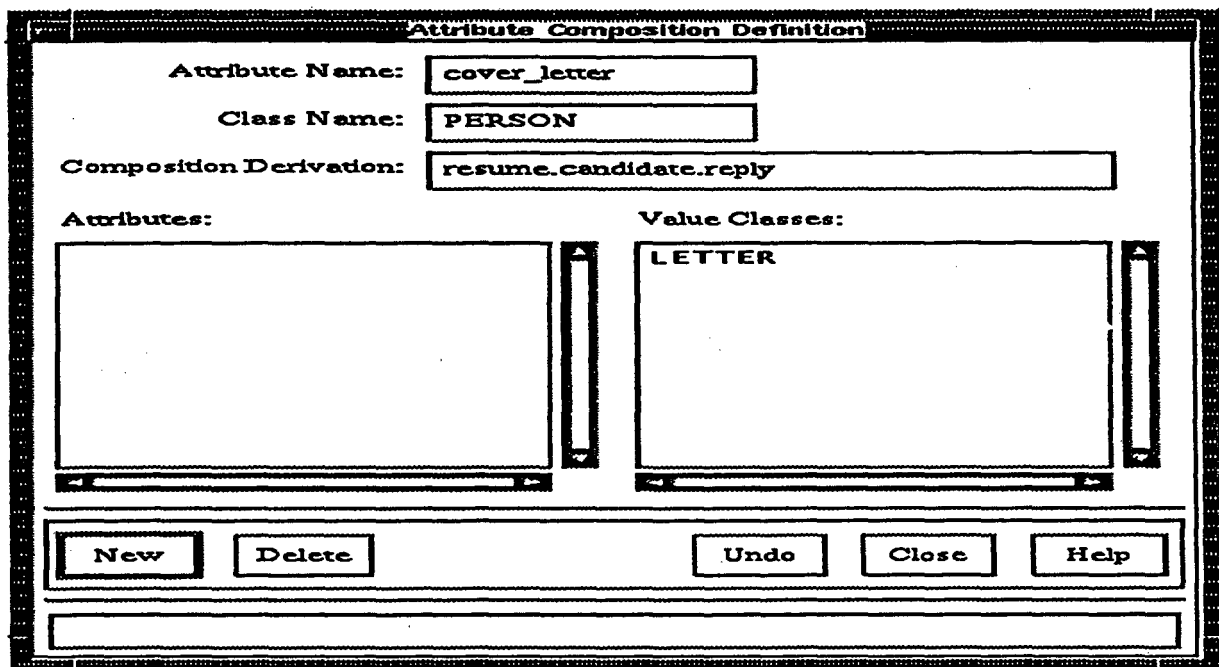 Attribute Composition Definition
Attribute Name: cover_letter
Class Name: PERSON
Composition Derivation: resume.candidate.reply
Attributes: Value Classes:
LETTER
New Delete Undo Close Help